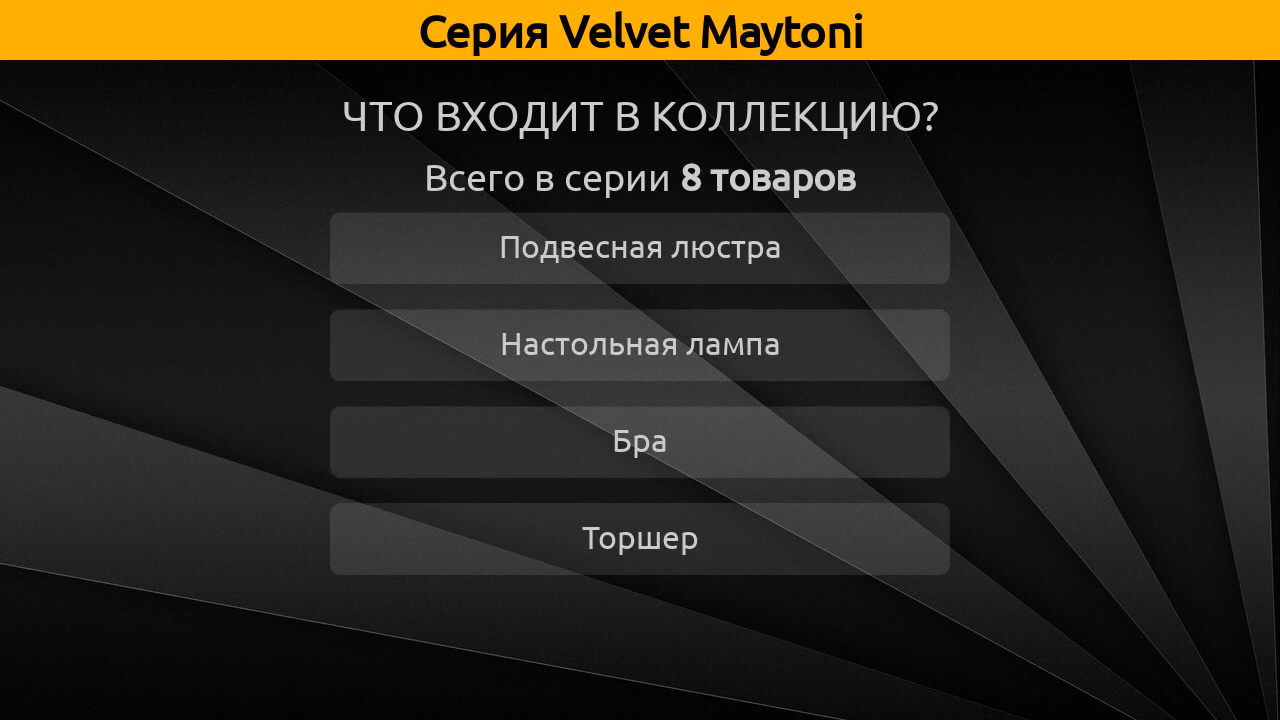 Серия Velvet Maytoni
ЧТО ВХОДИТ В КОЛЛЕКЦИЮ?
Всего в серии 8 товаров
Подвесная люстра
Настольная лампа
Бра
Торшер